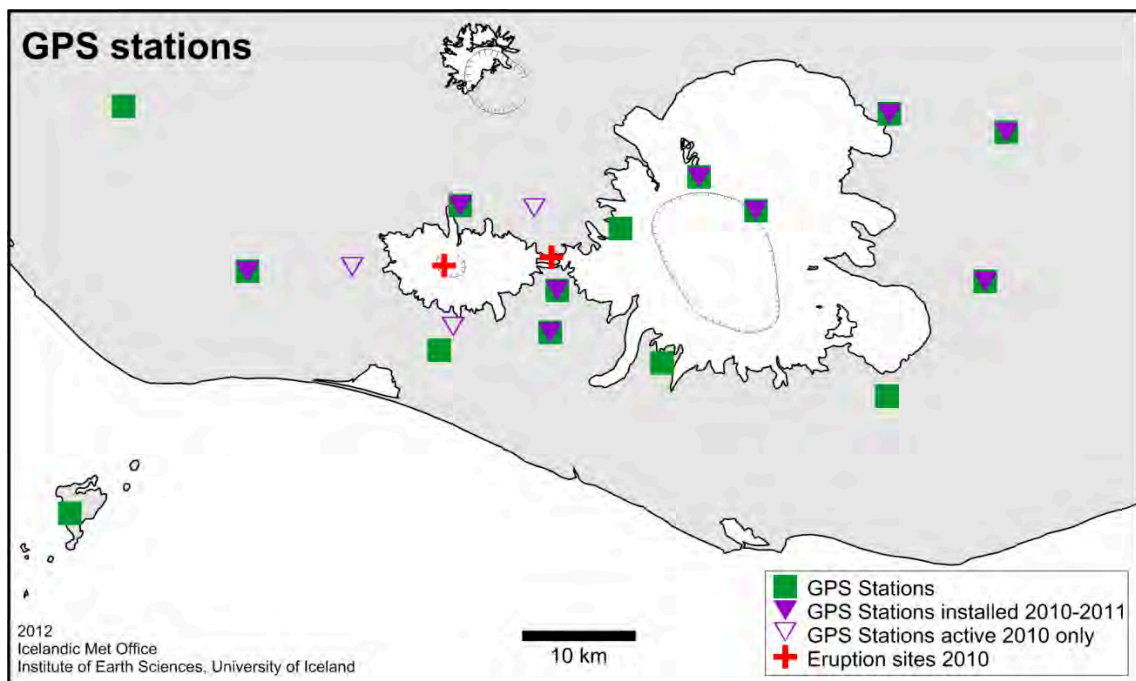 GPS stations
GPS Stations
GPS Stations installed 2010-2011
GPS Stations active 2010 only
Eruption sites 2010
10 km
2012
Icelandic Met Office
Institute of Earth Sciences, University of Iceland